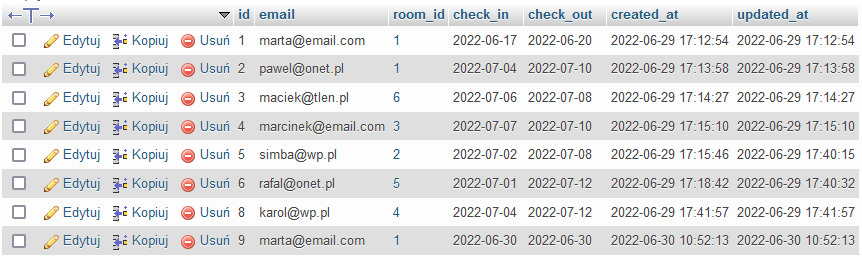 id email room_id check_in check_out created_at updated_at
Edytuj Kopiuj Usuń 1 marta@email.com 1 2022-06-17 2022-06-20 2022-06-29 17:12:54 2022-06-29 17:12:54
Edytuj Kopiuj Usuń 2 pawel@onet.pl 1 2022-07-04 2022-07-10 2022-06-29 17:13:58 2022-06-29 17:13:58
Edytuj Kopiuj Usuń 3 maciek@tlen.pl 6 2022-07-06 2022-07-08 2022-06-29 17:14:27 2022-06-29 17:14:27
Edytuj Kopiuj Usuń 4 marcinek@email.com 3 2022-07-07 2022-07-10 2022-06-29 17:15:10 2022-06-29 17:15:10
Edytuj Kopiuj Usuń 5 simba@wp.pl 2 2022-07-02 2022-07-08 2022-06-29 17:15:46 2022-06-29 17:40:15
Edytuj Kopiuj Usuń 6 rafal@onet.pl 5 2022-07-01 2022-07-12 2022-06-29 17:18:42 2022-06-29 17:40:32
Edytuj Kopiuj Usuń 8 karol@wp.pl 4 2022-07-04 2022-07-12 2022-06-29 17:41:57 2022-06-29 17:41:57
Edytuj Kopiuj Usuń 9 marta@email.com 1 2022-06-30 2022-06-30 2022-06-30 10:52:13 2022-06-30 10:52:13